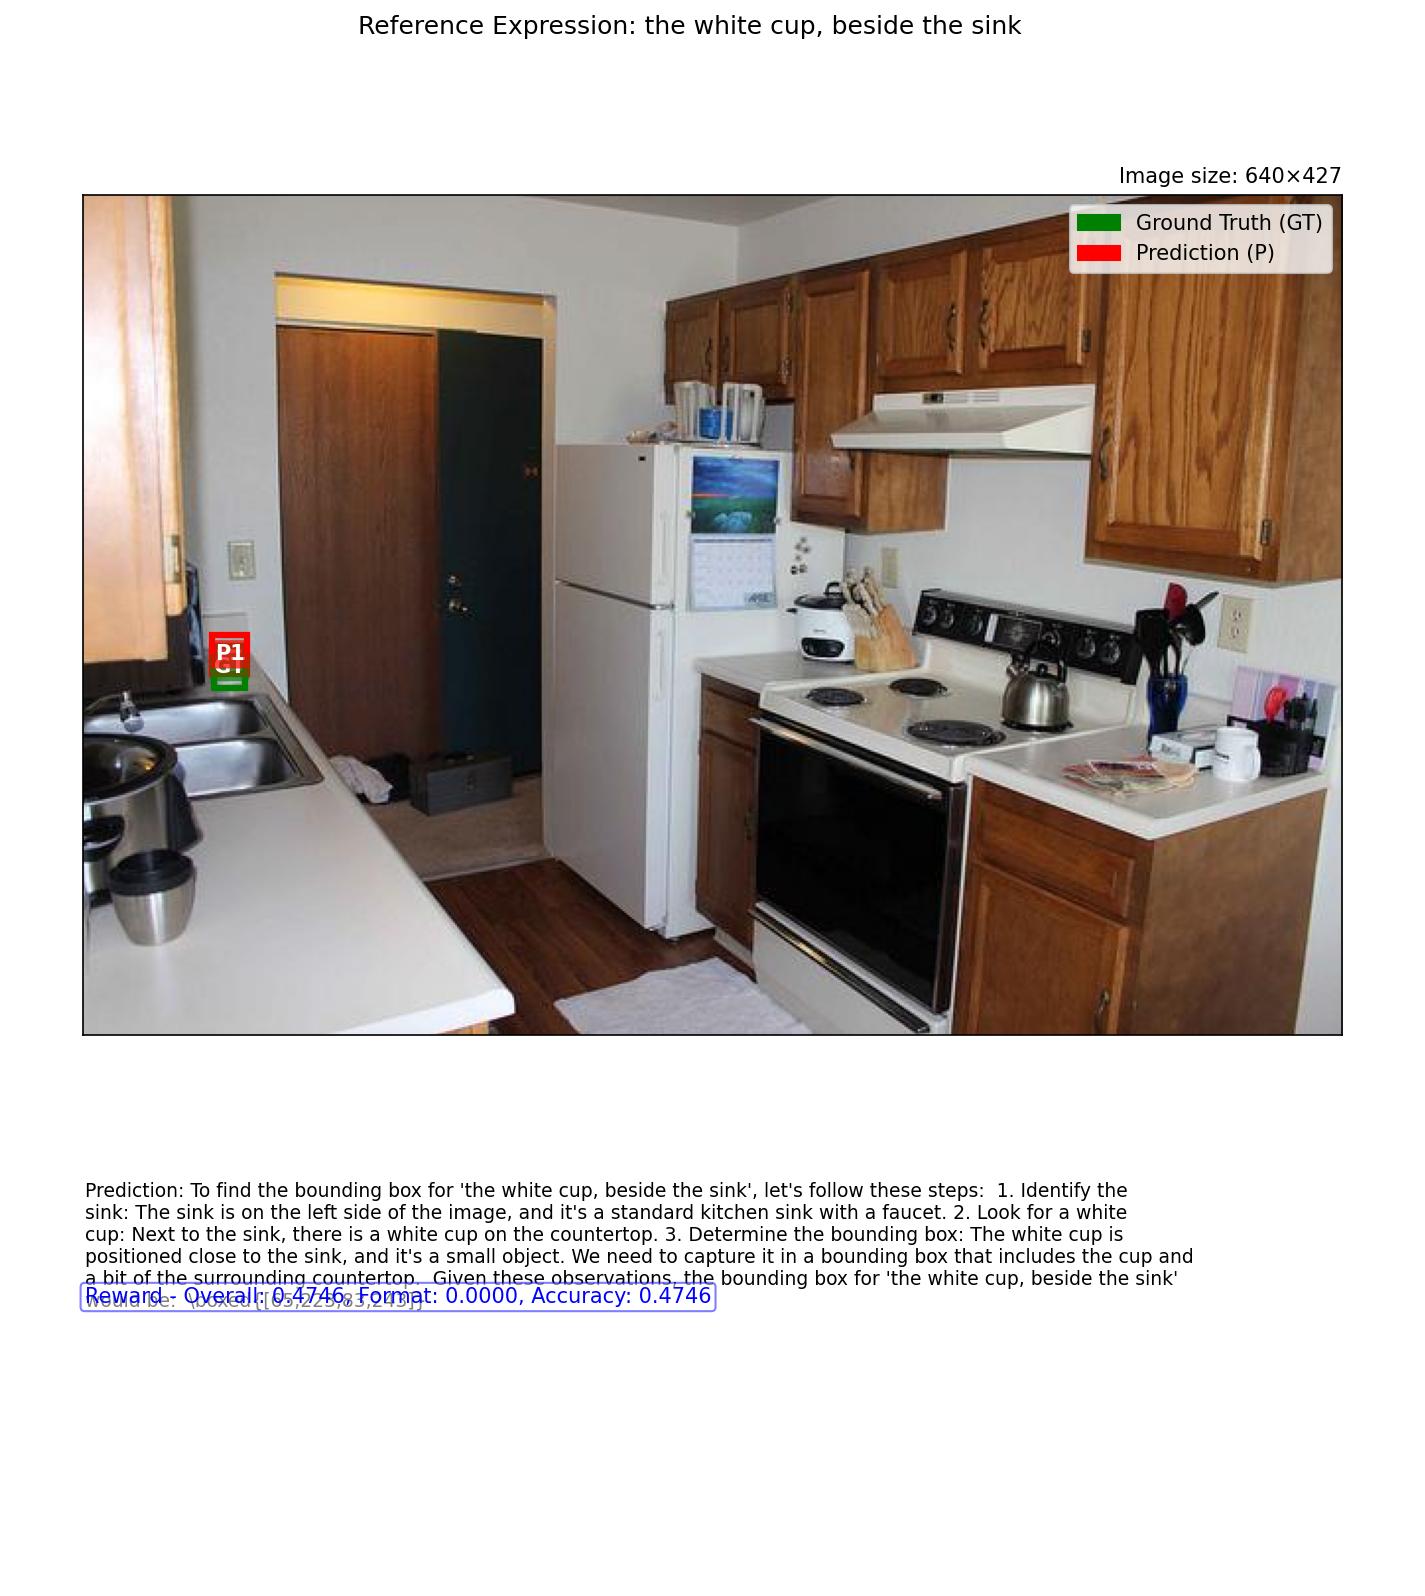 Reference Expression: the white cup, beside the sink
Image size: 640×427
Ground Truth (GT)
Prediction (P)
P1
GT
Prediction: To find the bounding box for 'the white cup, beside the sink', let's follow these steps:  1. Identify the
sink: The sink is on the left side of the image, and it's a standard kitchen sink with a faucet. 2. Look for a white
cup: Next to the sink, there is a white cup on the countertop. 3. Determine the bounding box: The white cup is
positioned close to the sink, and it's a small object. We need to capture it in a bounding box that includes the cup and
a bit of the surrounding countertop.  Given these observations, the bounding box for 'the white cup, beside the sink'
would be:
Reward - Overall: 0.4746, Format: 0.0000, Accuracy: 0.4746